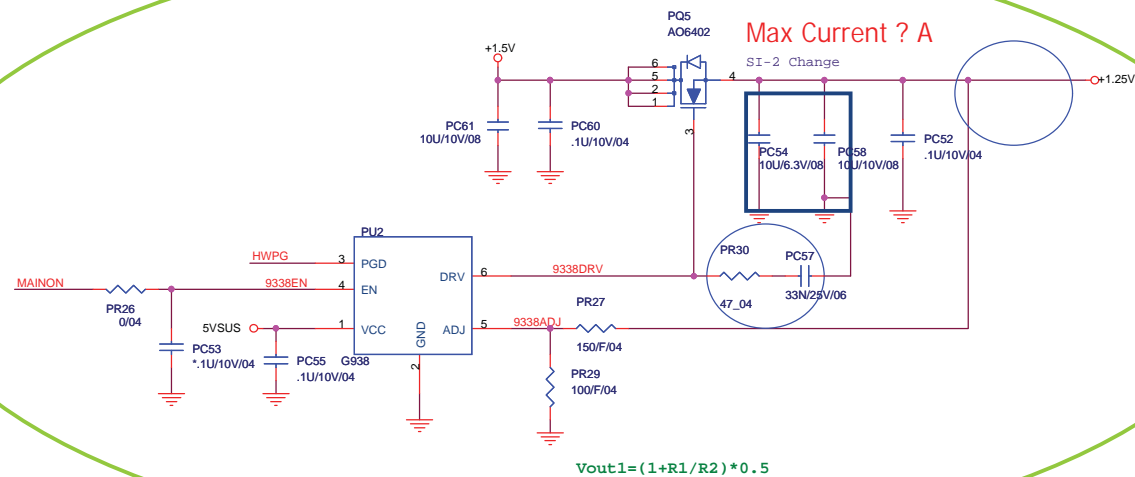 PQ5
AO6402
Max Current ? A
SI-2 Change
+1.5V
6
5
2
1
4
3
+1.25V
PC61
10U/10V/08
PC60
.1U/10V/04
PC54
10U/6.3V/08
PC58
10U/10V/08
PC52
.1U/10V/04
PU2
HWPG
3
PGD
DRV
6
9338DRV
PR30
47_04
PC57
33N/25V/06
MAINON
PR26
0/04
9338EN
4
EN
5VSUS
1
VCC
GND
2
ADJ
5
9338ADJ
PR27
150/F/04
PC53
*.1U/10V/04
PC55
.1U/10V/04
G938
PR29
100/F/04
Vout1=(1+R1/R2)*0.5